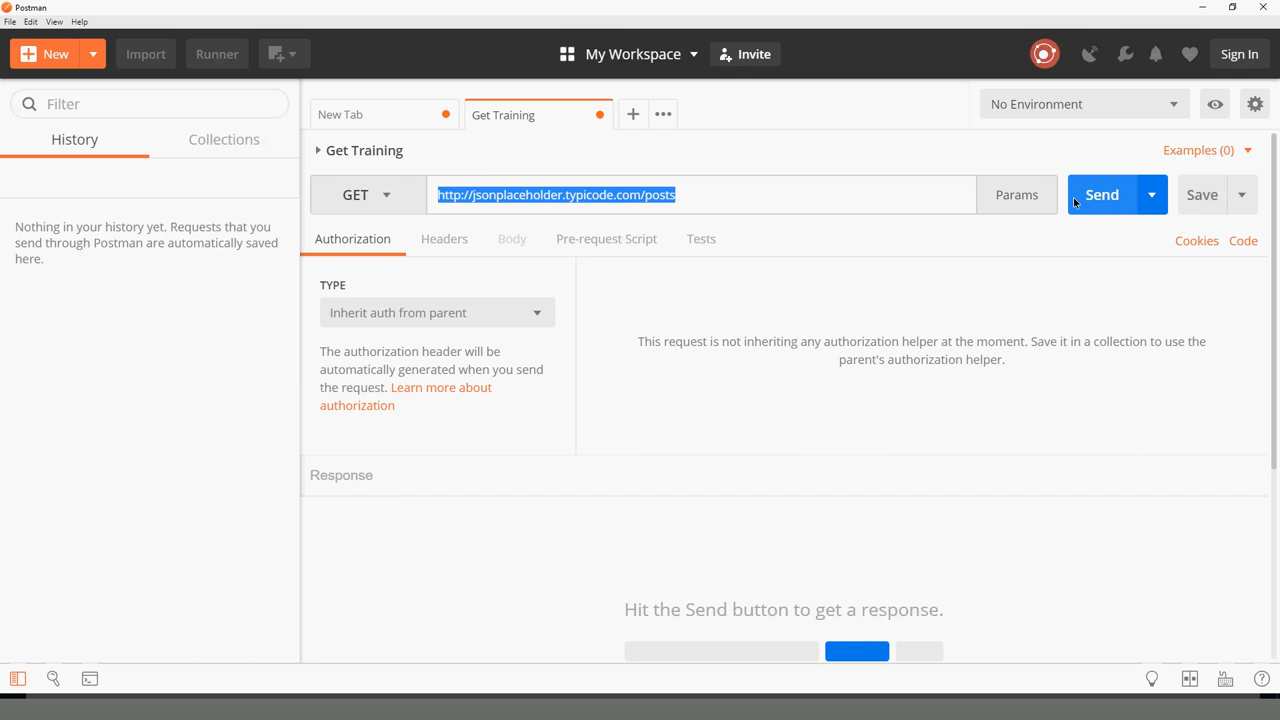 Postman
File Edit View Help
New Import Runner My Workspace Invite Sign In
Filter
History Collections
Nothing in your history yet. Requests that you
send through Postman are automatically saved
here.
New Tab Get Training No Environment
Get Training Examples (0)
GET http://jsonplaceholder.typicode.com/posts Params Send Save
Authorization Headers Body Pre-request Script Tests Cookies Code
TYPE
Inherit auth from parent
The authorization header will be
automatically generated when you send
the request. Learn more about
authorization
This request is not inheriting any authorization helper at the moment. Save it in a collection to use the
parent's authorization helper.
Response
Hit the Send button to get a response.